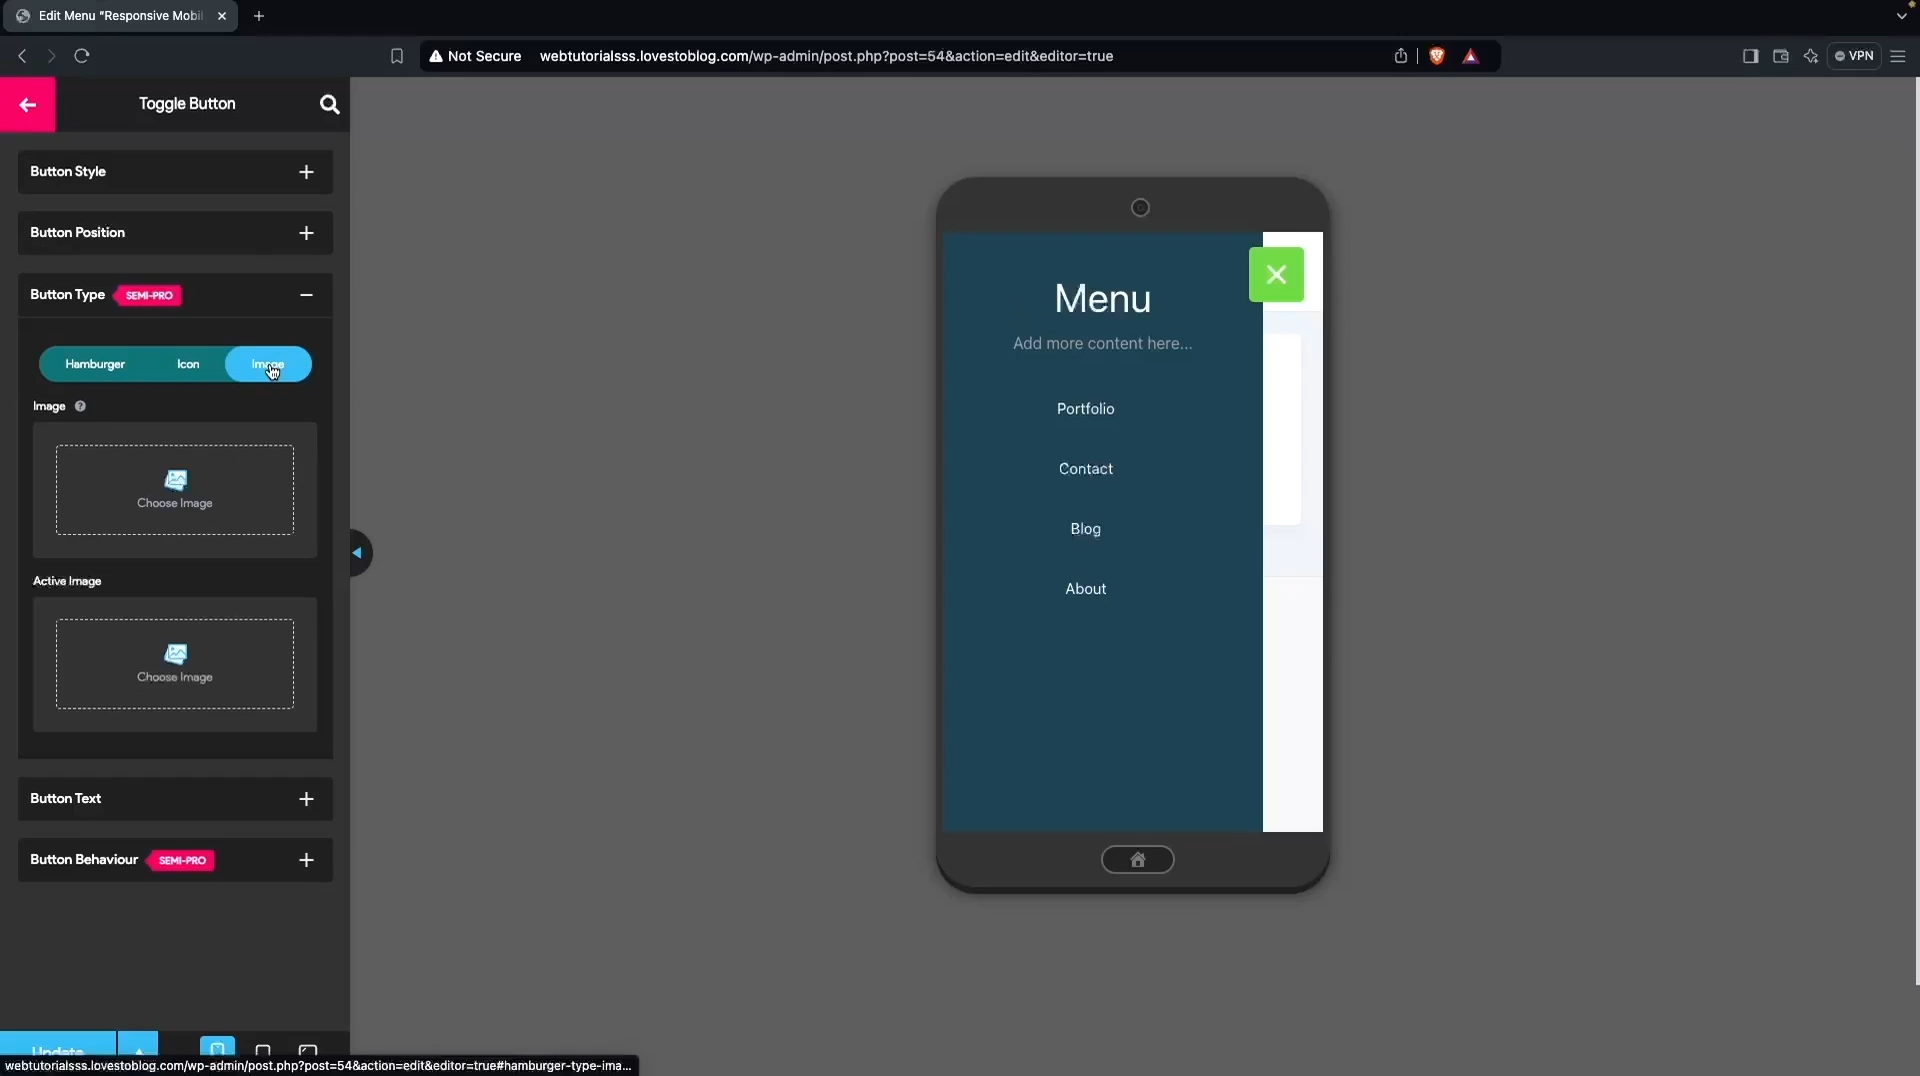 Edit Menu "Responsive Mobil
Not Secure
webtutorialsss.lovestoblog.com/wp-admin/post.php?post=54&action=edit&editor=true
VPN
Toggle Button
Button Style
Button Position
Button Type
SEMI-PRO
Hamburger
Icon
Image
Image
Choose Image
Active Image
Choose Image
Button Text
Button Behaviour
SEMI-PRO
Update
webtutorialsss.lovestoblog.com/wp-admin/post.php?post=54&action=edit&editor=true#hamburger-type-ima...
Menu
Add more content here...
Portfolio
Contact
Blog
About